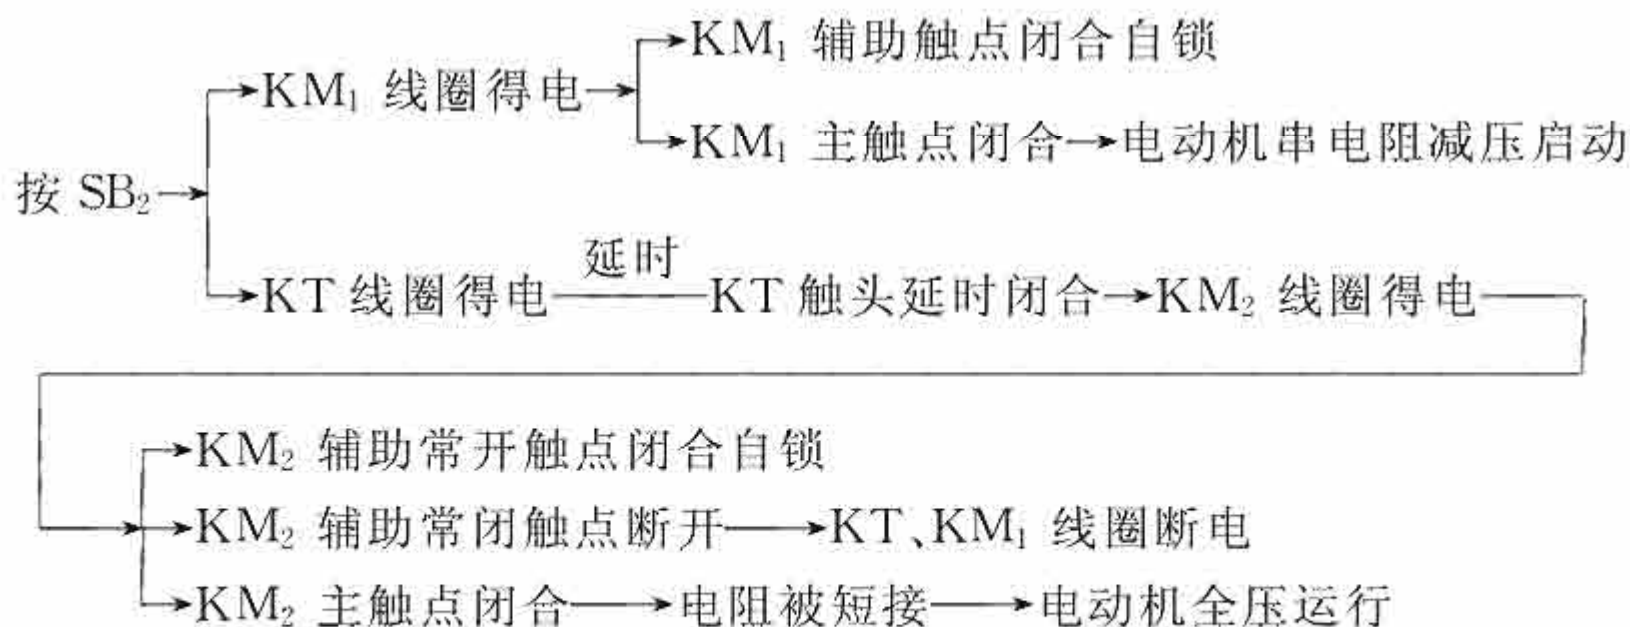 KM₁ 辅助触点闭合自锁
KM₁ 线圈得电
KM₁ 主触点闭合 电动机串电阻减压启动
按 SB₂
延时
KT 线圈得电 KT 触头延时闭合 KM₂ 线圈得电
KM₂ 辅助常开触点闭合自锁
KM₂ 辅助常闭触点断开 KT、KM₁ 线圈断电
KM₂ 主触点闭合 电阻被短接 电动机全压运行